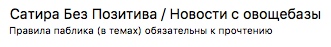 Сатира Без Позитива / Новости с овощебазы
Правила паблика (в темах) обязательны к прочтению